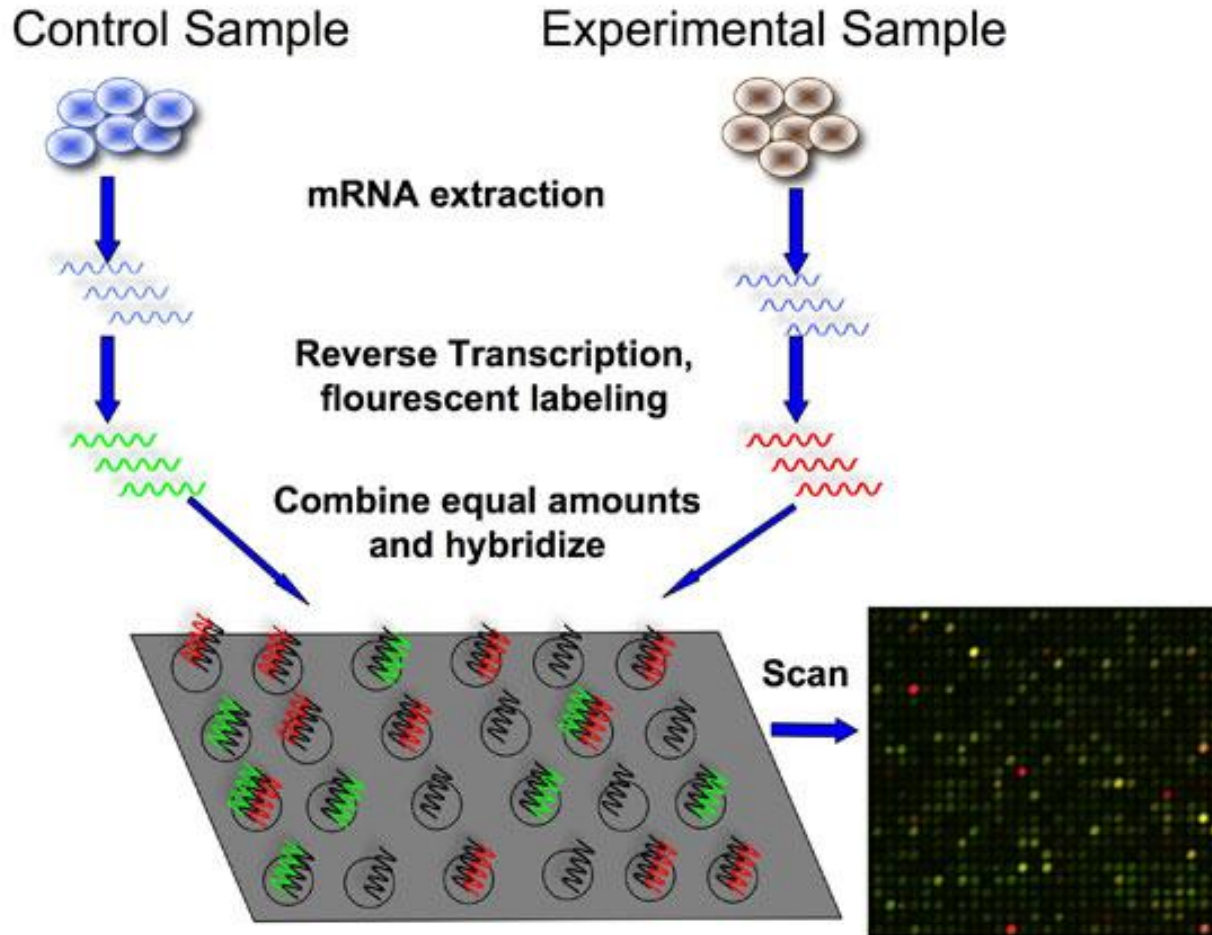 Control Sample
Experimental Sample
mRNA extraction
Reverse Transcription,
flourescent labeling
Combine equal amounts
and hybridize
Scan